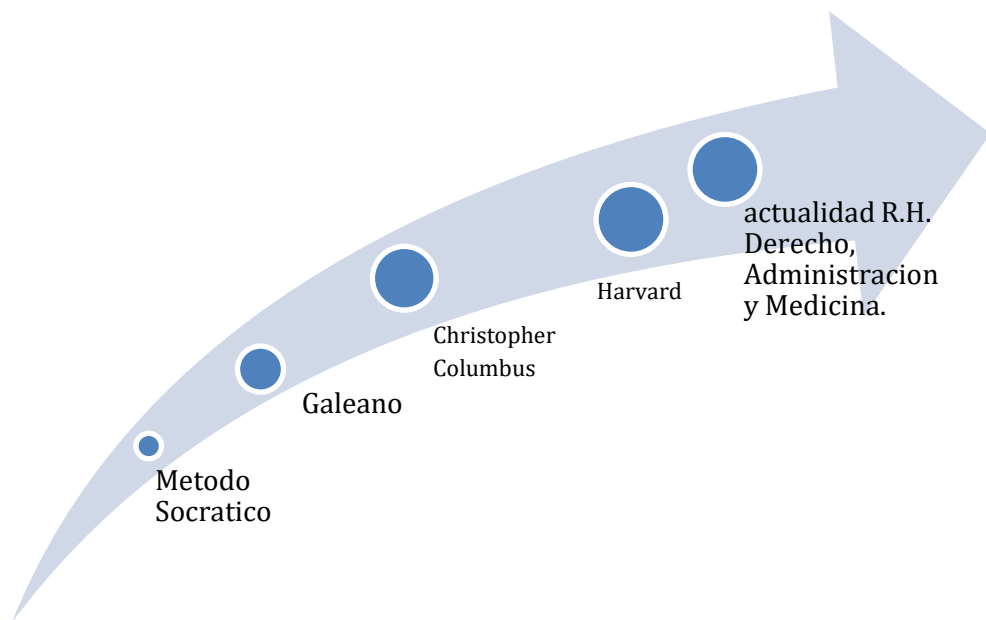 Metodo
Socratico
Galeano
Christopher
Columbus
Harvard
actualidad R.H.
Derecho,
Administracion
y Medicina.